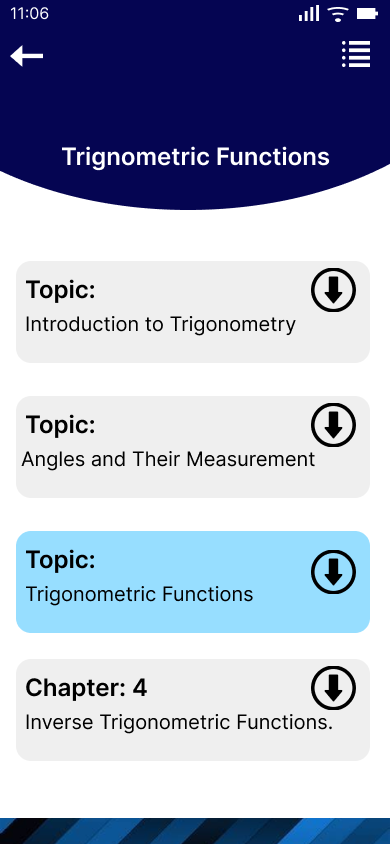 11:06
Trignometric Functions
Topic:
Introduction to Trigonometry
Topic:
Angles and Their Measurement
Topic:
Trigonometric Functions
Chapter: 4
Inverse Trigonometric Functions.